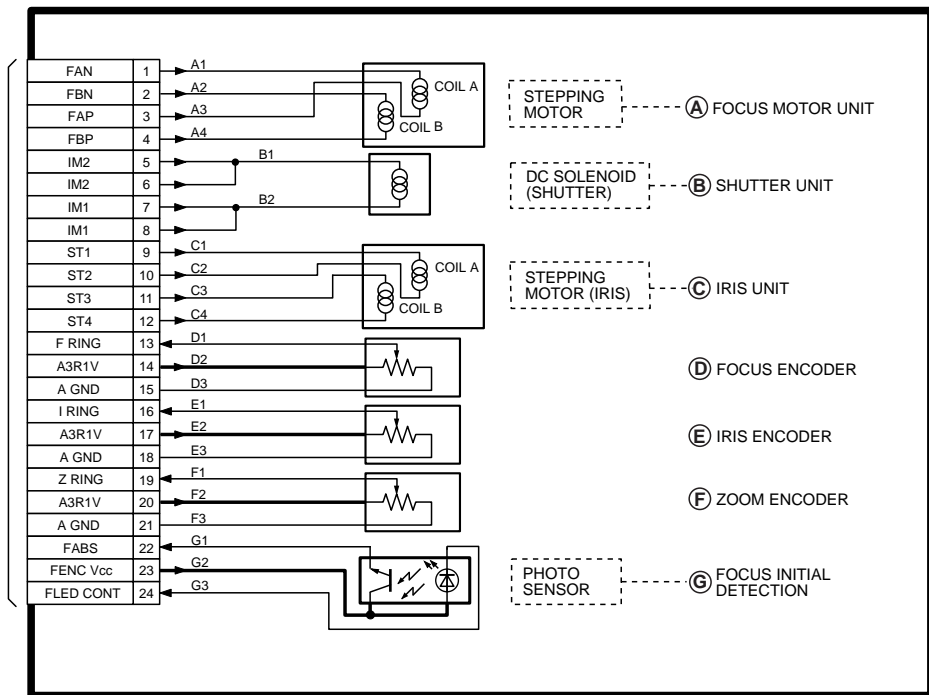 FAN 1 A1
FBN 2 A2
FAP 3 A3
FBP 4 A4
COIL A
COIL B
STEPPING
MOTOR
A FOCUS MOTOR UNIT
IM2 5 B1
IM2 6
IM1 7 B2
IM1 8
DC SOLENOID
(SHUTTER)
B SHUTTER UNIT
ST1 9 C1
ST2 10 C2
ST3 11 C3
ST4 12 C4
COIL A
COIL B
STEPPING
MOTOR (IRIS)
C IRIS UNIT
F RING 13 D1
A3R1V 14 D2
A GND 15 D3
D FOCUS ENCODER
I RING 16 E1
A3R1V 17 E2
A GND 18 E3
E IRIS ENCODER
Z RING 19 F1
A3R1V 20 F2
A GND 21 F3
F ZOOM ENCODER
FABS 22 G1
FENC Vcc 23 G2
FLED CONT 24 G3
PHOTO
SENSOR
G FOCUS INITIAL
DETECTION